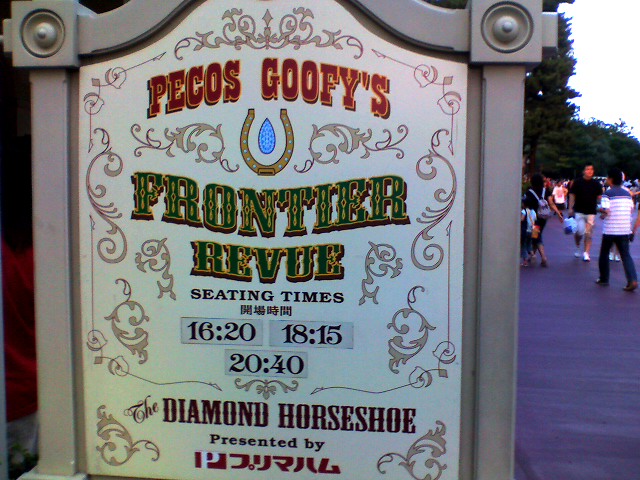 PECOS GOOFY'S
FRONTIER
REVUE
SEATING TIMES
開場時間
16:20 18:15
20:40
The DIAMOND HORSESHOE
Presented by
プリマハム